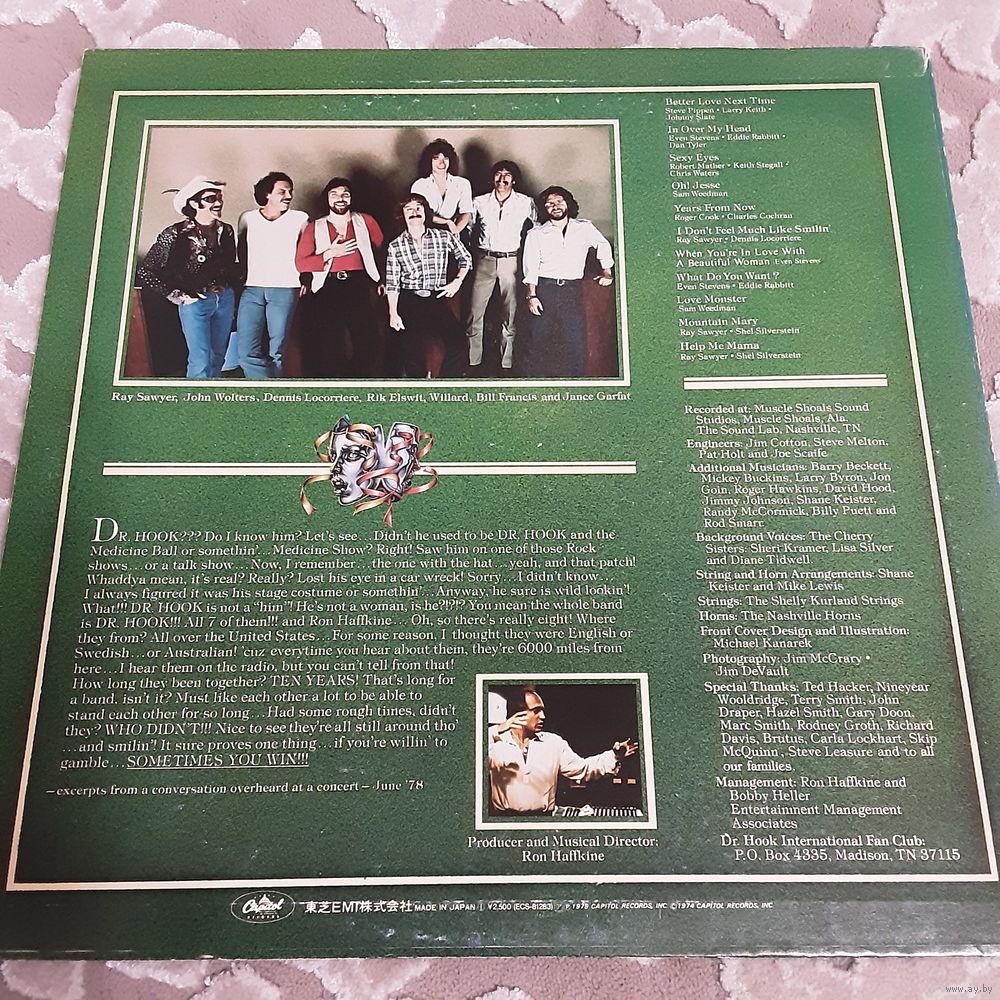 Better Love Next Time
Steve Pippen • Larry Keith •
Johnny Slate
In Over My Head
Even Stevens • Eddie Rabbitt •
Dan Tyler
Sexy Eyes
Robert Mather • Keith Stegall •
Chris Waters
Oh! Jesse
Sam Weedman
Years From Now
Roger Cook • Charles Cochran
I Don't Feel Much Like Smilin'
Ray Sawyer • Dennis Locorriere
When You're In Love With
A Beautiful Woman Even Stevens
What Do You Want?
Even Stevens • Eddie Rabbitt
Love Monster
Sam Weedman
Mountain Mary
Ray Sawyer • Shel Silverstein
Help Me Mama
Ray Sawyer • Shel Silverstein
Ray Sawyer, John Wolters, Dennis Locorriere, Rik Elswit, Willard, Bill Francis and Jance Garfat
DR. HOOK??? Do I know him? Let's see...Didn't he used to be DR. HOOK and the
Medicine Ball or somethin'...Medicine Show? Right! Saw him on one of those Rock
shows...or a talk show...Now, I remember...the one with the hat...yeah, and that patch!
Whaddya mean, it's real? Really? Lost his eye in a car wreck! Sorry...I didn't know...
I always figured it was his stage costume or somethin'...Anyway, he sure is wild lookin'!
What!!! DR. HOOK is not a "him"! He's not a woman, is he?!?!? You mean the whole band
is DR. HOOK!!! All 7 of them!!! and Ron Haffkine... Oh, so there's really eight! Where
they from? All over the United States...For some reason, I thought they were English or
Swedish...or Australian! 'cuz everytime you hear about them, they're 6000 miles from
here...I hear them on the radio, but you can't tell from that!
How long they been together? TEN YEARS! That's long for
a band, isn't it? Must like each other a lot to be able to
stand each other for so long...Had some rough times, didn't
they? WHO DIDN'T!!! Nice to see they're all still around tho'
...and smilin'! It sure proves one thing...if you're willin' to
gamble...SOMETIMES YOU WIN!!!
—excerpts from a conversation overheard at a concert—June '78
Producer and Musical Director:
Ron Haffkine
Recorded at: Muscle Shoals Sound
Studios, Muscle Shoals, Ala.
The Sound Lab, Nashville, TN
Engineers: Jim Cotton, Steve Melton,
Pat Holt and Joe Scaife
Additional Musicians: Barry Beckett,
Mickey Buckins, Larry Byrom, Jon
Goin, Roger Hawkins, David Hood,
Jimmy Johnson, Shane Keister,
Randy McCormick, Billy Puett and
Rod Smarr
Background Voices: The Cherry
Sisters: Sheri Kramer, Lisa Silver
and Diane Tidwell.
String and Horn Arrangements: Shane
Keister and Mike Lewis
Strings: The Shelly Kurland Strings
Horns: The Nashville Horns
Front Cover Design and Illustration:
Michael Kanarek
Photography: Jim McCrary •
Jim DeVault
Special Thanks: Ted Hacker, Nineyear
Wooldridge, Terry Smith, John
Draper, Hazel Smith, Gary Doon,
Marc Smith, Rodney Groth, Richard
Davis, Brutus, Carla Lockhart, Skip
McQuinn, Steve Leasure and to all
our families.
Management: Ron Haffkine and
Bobby Heller
Entertainment Management
Associates
Dr. Hook International Fan Club:
P.O. Box 4335, Madison, TN 37115
Capitol RECORDS 東芝EMI株式会社 MADE IN JAPAN ¥2,500 (ECS-81283) CAPITOL RECORDS, INC. CAPITOL RECORDS, INC.
www.ay.by